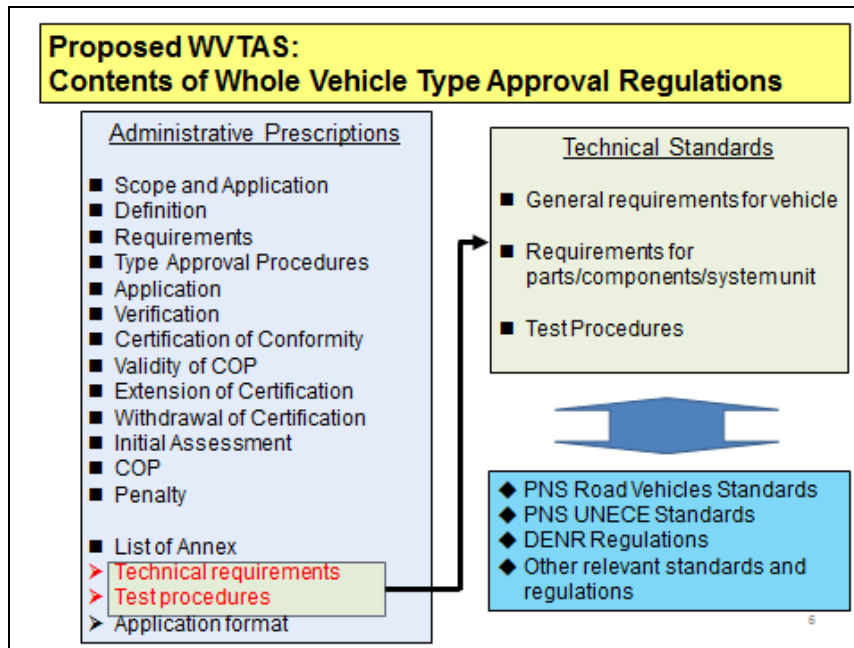 Proposed WVTAS:
Contents of Whole Vehicle Type Approval Regulations
Administrative Prescriptions
■ Scope and Application
■ Definition
■ Requirements
■ Type Approval Procedures
■ Application
■ Verification
■ Certification of Conformity
■ Validity of COP
■ Extension of Certification
■ Withdrawal of Certification
■ Initial Assessment
■ COP
■ Penalty
■ List of Annex
➢ Technical requirements
➢ Test procedures
➢ Application format
Technical Standards
■ General requirements for vehicle
■ Requirements for
parts/components/system unit
■ Test Procedures
◆ PNS Road Vehicles Standards
◆ PNS UNECE Standards
◆ DENR Regulations
◆ Other relevant standards and
regulations
6